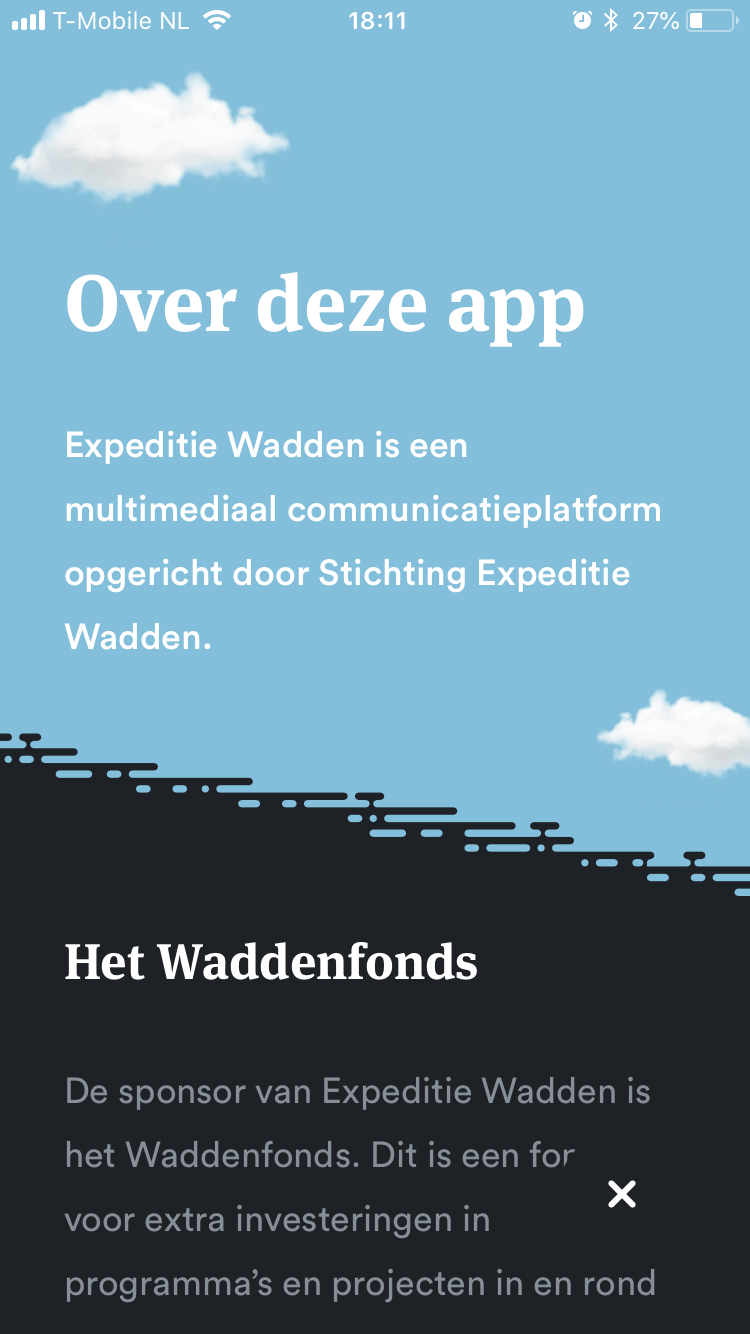 T-Mobile NL 18:11 27%
Over deze app
Expeditie Wadden is een
multimediaal communicatieplatform
opgericht door Stichting Expeditie
Wadden.
Het Waddenfonds
De sponsor van Expeditie Wadden is
het Waddenfonds. Dit is een
voor extra investeringen in
programma’s en projecten in en rond